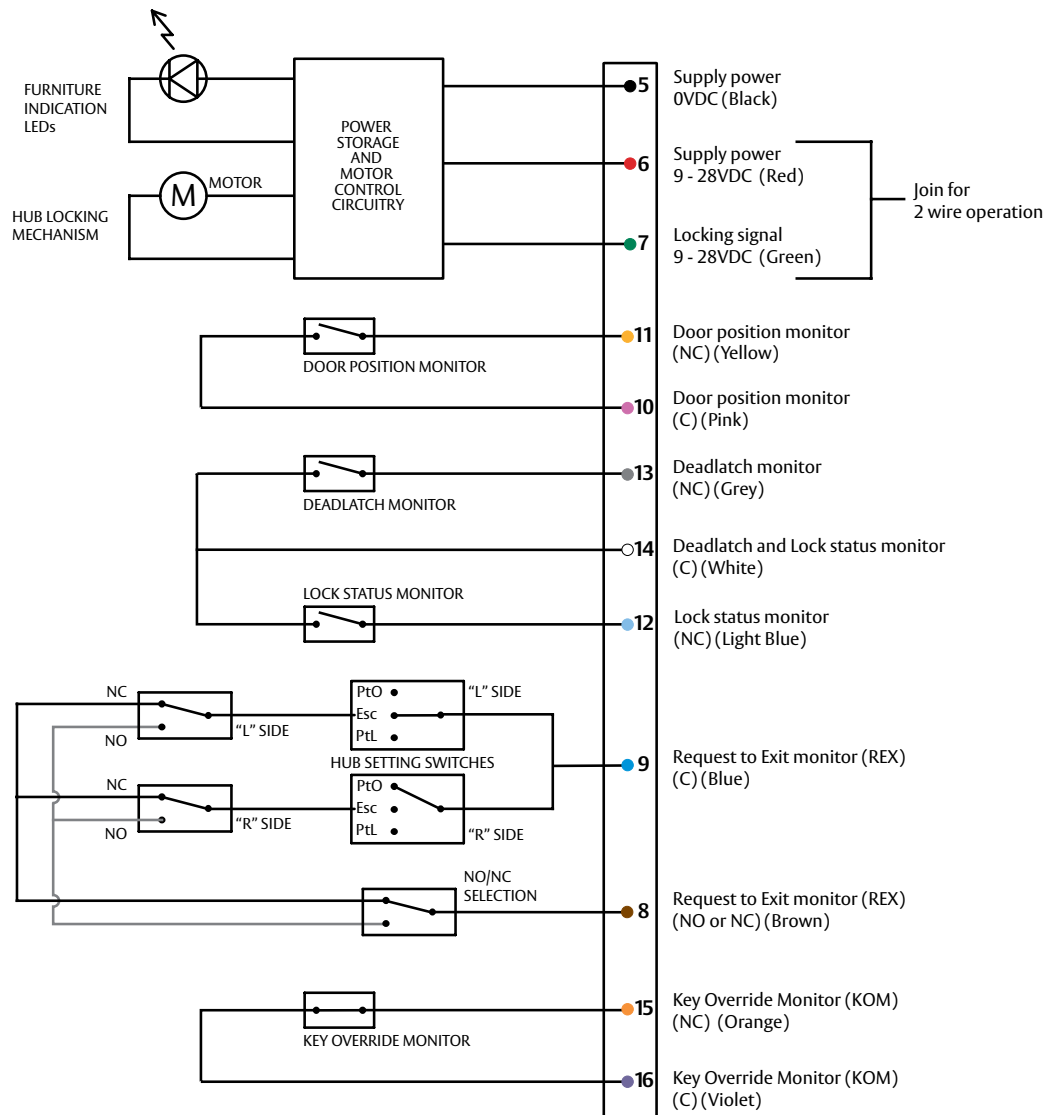 FURNITURE
INDICATION
LEDs
HUB LOCKING
MECHANISM
M
MOTOR
POWER
STORAGE
AND
MOTOR
CONTROL
CIRCUITRY
5
Supply power
0VDC (Black)
6
Supply power
9 - 28VDC (Red)
7
Locking signal
9 - 28VDC (Green)
Join for
2 wire operation
DOOR POSITION MONITOR
11
Door position monitor
(NC) (Yellow)
10
Door position monitor
(C) (Pink)
DEADLATCH MONITOR
13
Deadlatch monitor
(NC) (Grey)
14
Deadlatch and Lock status monitor
(C) (White)
LOCK STATUS MONITOR
12
Lock status monitor
(NC) (Light Blue)
NC
NO
"L" SIDE
PtO
Esc
PtL
"L" SIDE
HUB SETTING SWITCHES
NC
NO
"R" SIDE
PtO
Esc
PtL
"R" SIDE
9
Request to Exit monitor (REX)
(C) (Blue)
NO/NC
SELECTION
8
Request to Exit monitor (REX)
(NO or NC) (Brown)
KEY OVERRIDE MONITOR
15
Key Override Monitor (KOM)
(NC) (Orange)
16
Key Override Monitor (KOM)
(C) (Violet)